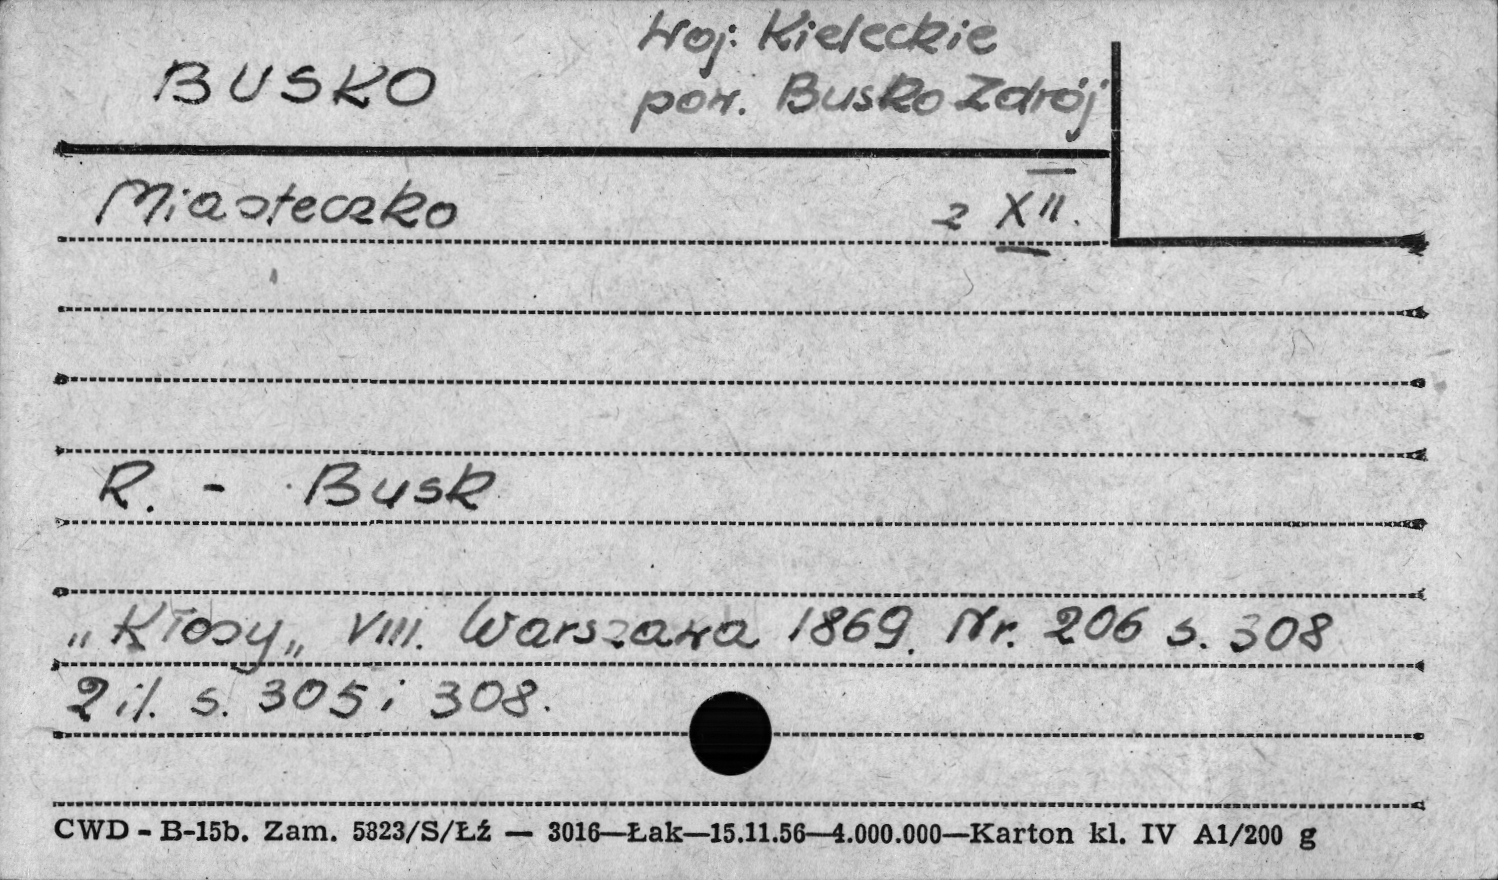 BUSKO
woj: Kieleckie
pow. Busko Zdrój
Miasteczko z XII.
R. - Busk
„Kłosy„ VIII. Warszawa 1869. Nr. 206 s. 308
2 il. s. 305 i 308.
CWD - B-15b. Zam. 5823/S/Łź — 3016—Łak—15.11.56—4.000.000—Karton kl. IV A1/200 g